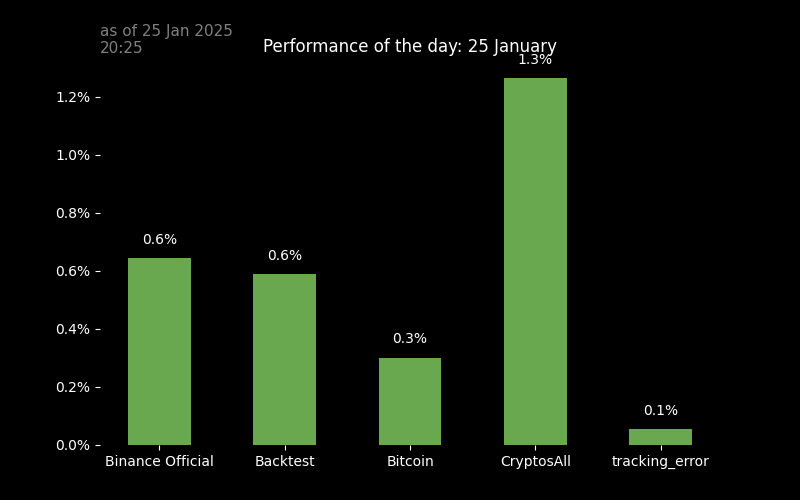 as of 25 Jan 2025
20:25
Performance of the day: 25 January
1.3%
1.2%
1.0%
0.8%
0.6%
0.4%
0.2%
0.0%
0.6%
0.6%
0.3%
0.1%
Binance Official
Backtest
Bitcoin
CryptosAll
tracking_error